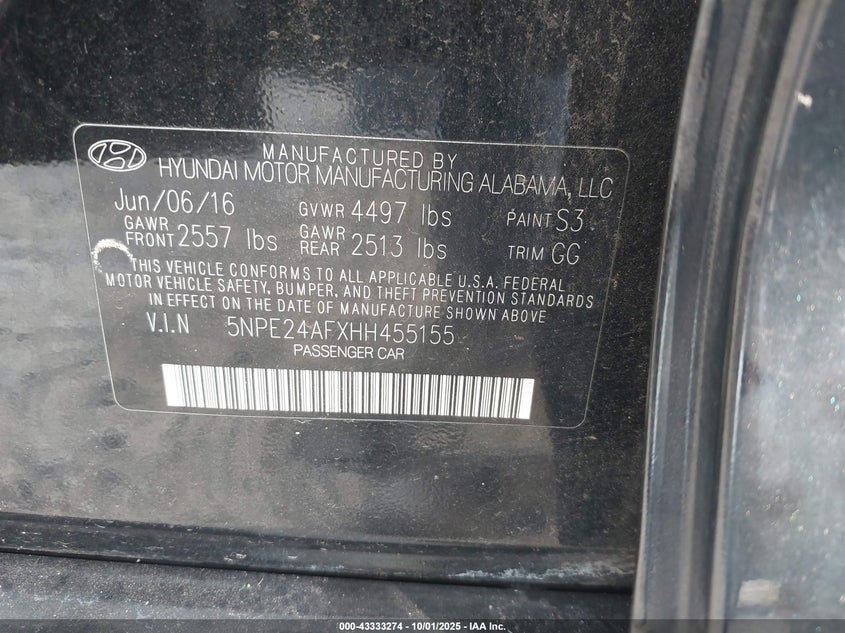 MANUFACTURED BY
HYUNDAI MOTOR MANUFACTURING ALABAMA, LLC
Jun/06/16 GVWR 4497 lbs PAINT S3
GAWR FRONT 2557 lbs GAWR REAR 2513 lbs TRIM GG
THIS VEHICLE CONFORMS TO ALL APPLICABLE U.S.A. FEDERAL
MOTOR VEHICLE SAFETY, BUMPER, AND THEFT PREVENTION STANDARDS
IN EFFECT ON THE DATE OF MANUFACTURE SHOWN ABOVE
V.I.N 5NPE24AFXHH455155
PASSENGER CAR
000-43333274 - 10/01/2025 - IAA Inc.